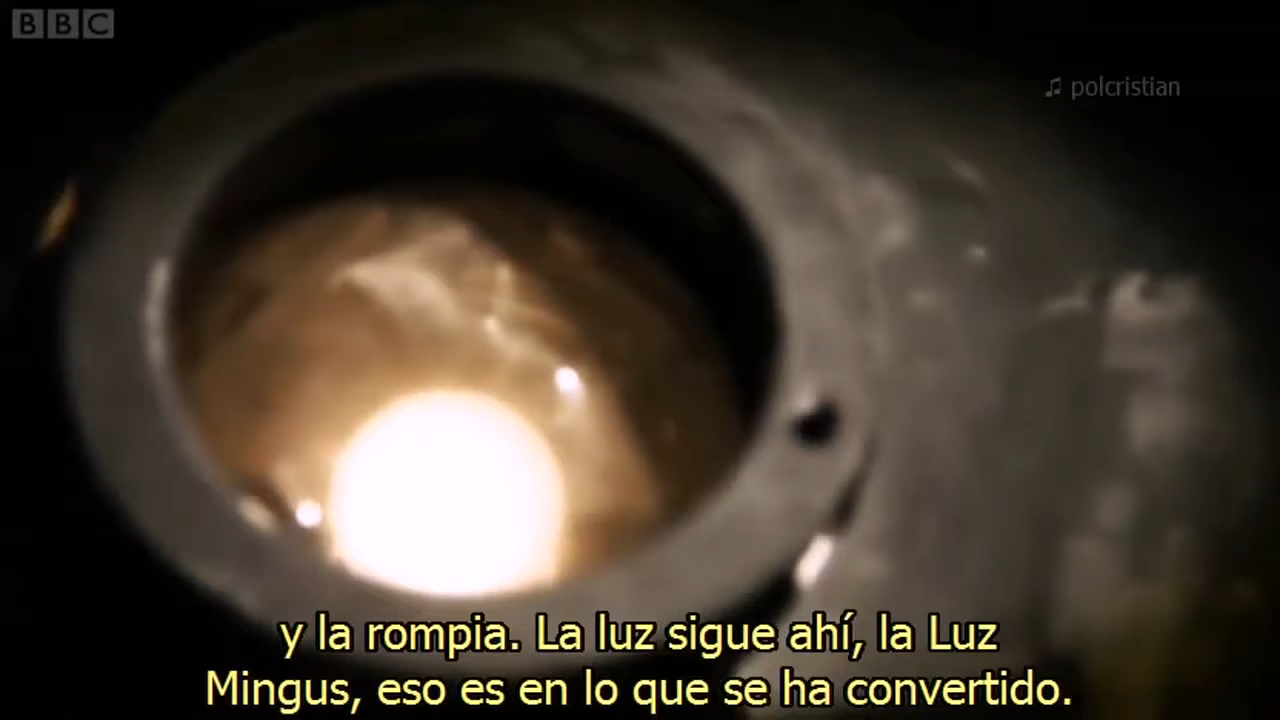 BBC
♫ polcristian
y la rompia. La luz sigue ahí, la Luz
Mingus, eso es en lo que se ha convertido.